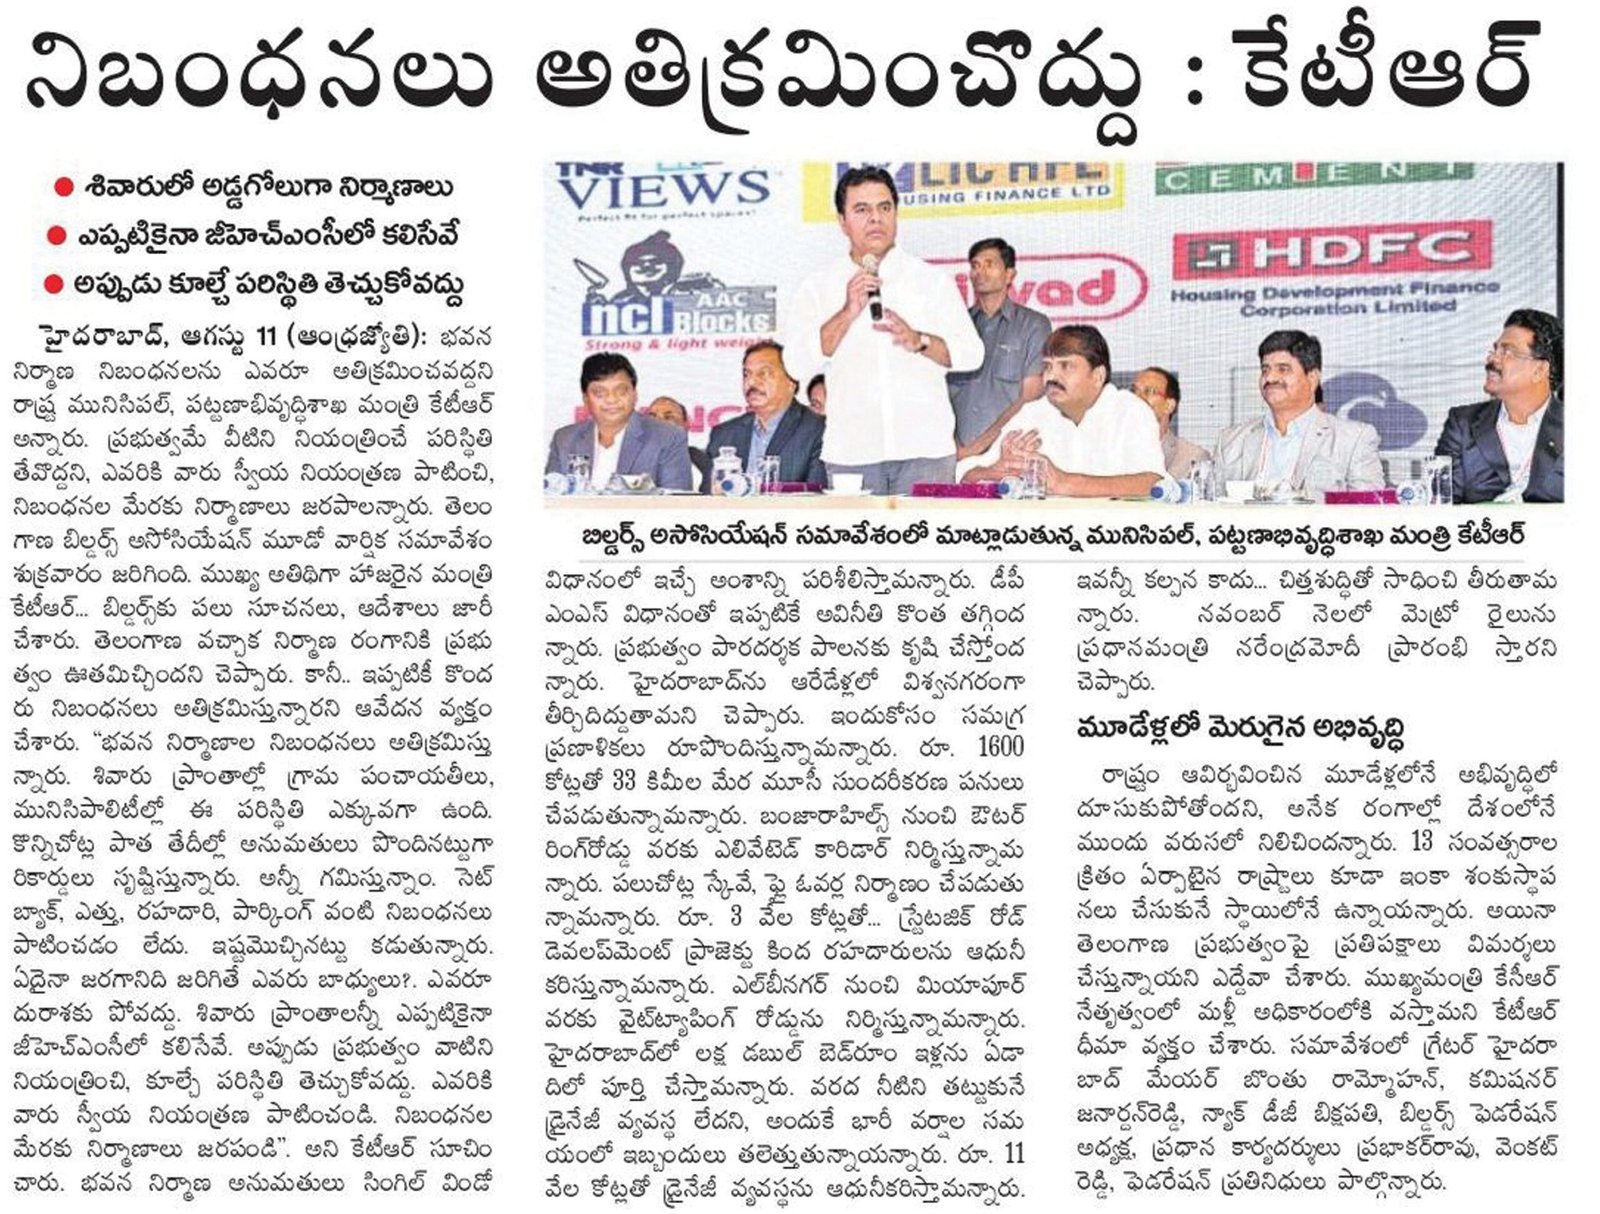 నిబంధనలు అతిక్రమించొద్దు : కేటీఆర్
● శివారులో అడ్డగోలుగా నిర్మాణాలు
● ఎప్పటికైనా జీహెచ్ఎంసీలో కలిసేవే
● అప్పుడు కూల్చే పరిస్థితి తెచ్చుకోవద్దు
హైదరాబాద్, ఆగస్టు 11 (ఆంధ్రజ్యోతి): భవన
నిర్మాణ నిబంధనలను ఎవరూ అతిక్రమించవద్దని
రాష్ట్ర మునిసిపల్, పట్టణాభివృద్ధిశాఖ మంత్రి కేటీఆర్
అన్నారు. ప్రభుత్వమే వీటిని నియంత్రించే పరిస్థితి
తేవొద్దని, ఎవరికి వారు స్వీయ నియంత్రణ పాటించి,
నిబంధనల మేరకు నిర్మాణాలు జరపాలన్నారు. తెలం
గాణ బిల్డర్స్ అసోసియేషన్ మూడో వార్షిక సమావేశం
శుక్రవారం జరిగింది. ముఖ్య అతిథిగా హాజరైన మంత్రి
కేటీఆర్... బిల్డర్స్‌కు పలు సూచనలు, ఆదేశాలు జారీ
చేశారు. తెలంగాణ వచ్చాక నిర్మాణ రంగానికి ప్రభు
త్వం ఊతమిచ్చిందని చెప్పారు. కానీ.. ఇప్పటికీ కొంద
రు నిబంధనలు అతిక్రమిస్తున్నారని ఆవేదన వ్యక్తం
చేశారు. “భవన నిర్మాణాల నిబంధనలు అతిక్రమిస్తు
న్నారు. శివారు ప్రాంతాల్లో గ్రామ పంచాయతీలు,
మునిసిపాలిటీల్లో ఈ పరిస్థితి ఎక్కువగా ఉంది.
కొన్నిచోట్ల పాత తేదీల్లో అనుమతులు పొందినట్టుగా
రికార్డులు సృష్టిస్తున్నారు. అన్నీ గమిస్తున్నాం. సెట్
బ్యాక్, ఎత్తు, రహదారి, పార్కింగ్ వంటి నిబంధనలు
పాటించడం లేదు. ఇష్టమొచ్చినట్టు కడుతున్నారు.
ఏదైనా జరగానిది జరిగితే ఎవరు బాధ్యులు?. ఎవరూ
దురాశకు పోవద్దు. శివారు ప్రాంతాలన్నీ ఎప్పటికైనా
జీహెచ్ఎంసీలో కలిసేవే. అప్పుడు ప్రభుత్వం వాటిని
నియంత్రించి, కూల్చే పరిస్థితి తెచ్చుకోవద్దు. ఎవరికి
వారు స్వీయ నియంత్రణ పాటించండి. నిబంధనల
మేరకు నిర్మాణాలు జరపండి”. అని కేటీఆర్ సూచిం
చారు. భవన నిర్మాణ అనుమతులు సింగిల్ విండో
TNR
VIEWS
Perfect fit for perfect spaces!
LIC HFL
HOUSING FINANCE LTD
CEMENT
HDFC
Housing Development Finance
Corporation Limited
ncl AAC
Blocks
Strong & light weight
బిల్డర్స్ అసోసియేషన్ సమావేశంలో మాట్లాడుతున్న మునిసిపల్, పట్టణాభివృద్ధిశాఖ మంత్రి కేటీఆర్
విధానంలో ఇచ్చే అంశాన్ని పరిశీలిస్తామన్నారు. డీపీ
ఎంఎస్ విధానంతో ఇప్పటికే అవినీతి కొంత తగ్గింద
న్నారు. ప్రభుత్వం పారదర్శక పాలనకు కృషి చేస్తోంద
న్నారు. హైదరాబాద్‌ను ఆరేడేళ్లలో విశ్వనగరంగా
తీర్చిదిద్దుతామని చెప్పారు. ఇందుకోసం సమగ్ర
ప్రణాళికలు రూపొందిస్తున్నామన్నారు. రూ. 1600
కోట్లతో 33 కిమీల మేర మూసీ సుందరీకరణ పనులు
చేపడుతున్నామన్నారు. బంజారాహిల్స్ నుంచి ఔటర్
రింగ్‌రోడ్డు వరకు ఎలివేటెడ్ కారిడార్ నిర్మిస్తున్నామ
న్నారు. పలుచోట్ల స్కైవే, ఫ్లై ఓవర్ల నిర్మాణం చేపడుతు
న్నామన్నారు. రూ. 3 వేల కోట్లతో... స్ట్రేటజిక్ రోడ్
డెవలప్‌మెంట్ ప్రాజెక్టు కింద రహదారులను ఆధునీ
కరిస్తున్నామన్నారు. ఎల్‌బీనగర్ నుంచి మియాపూర్
వరకు వైట్‌ట్యాపింగ్ రోడ్డును నిర్మిస్తున్నామన్నారు.
హైదరాబాద్‌లో లక్ష డబుల్ బెడ్‌రూం ఇళ్లను ఏడా
దిలో పూర్తి చేస్తామన్నారు. వరద నీటిని తట్టుకునే
డ్రైనేజీ వ్యవస్థ లేదని, అందుకే భారీ వర్షాల సమ
యంలో ఇబ్బందులు తలెత్తుతున్నాయన్నారు. రూ. 11
వేల కోట్లతో డ్రైనేజీ వ్యవస్థను ఆధునీకరిస్తామన్నారు.
ఇవన్నీ కల్పన కాదు... చిత్తశుద్ధితో సాధించి తీరుతామ
న్నారు. నవంబర్ నెలలో మెట్రో రైలును
ప్రధానమంత్రి నరేంద్రమోదీ ప్రారంభి స్తారని
చెప్పారు.
మూడేళ్లలో మెరుగైన అభివృద్ధి
రాష్ట్రం ఆవిర్భవించిన మూడేళ్లలోనే అభివృద్ధిలో
దూసుకుపోతోందని, అనేక రంగాల్లో దేశంలోనే
ముందు వరుసలో నిలిచిందన్నారు. 13 సంవత్సరాల
క్రితం ఏర్పాటైన రాష్ట్రాలు కూడా ఇంకా శంకుస్థాప
నలు చేసుకునే స్థాయిలోనే ఉన్నాయన్నారు. అయినా
తెలంగాణ ప్రభుత్వంపై ప్రతిపక్షాలు విమర్శలు
చేస్తున్నాయని ఎద్దేవా చేశారు. ముఖ్యమంత్రి కేసీఆర్
నేతృత్వంలో మళ్లీ అధికారంలోకి వస్తామని కేటీఆర్
ధీమా వ్యక్తం చేశారు. సమావేశంలో గ్రేటర్ హైదరా
బాద్ మేయర్ బొంతు రామ్మోహన్, కమిషనర్
జనార్దన్‌రెడ్డి, న్యాక్ డీజీ బిక్షపతి, బిల్డర్స్ ఫెడరేషన్
అధ్యక్ష, ప్రధాన కార్యదర్శులు ప్రభాకర్‌రావు, వెంకట్
రెడ్డి, ఫెడరేషన్ ప్రతినిధులు పాల్గొన్నారు.